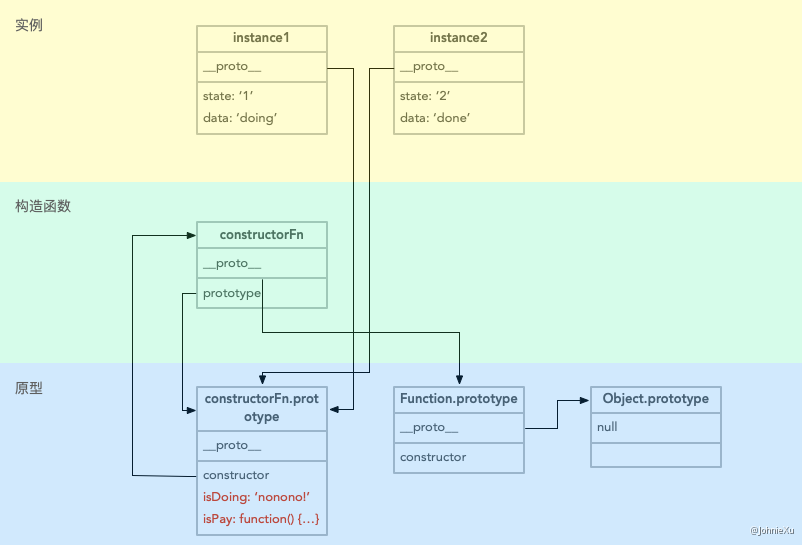 实例
instance1
__proto__
state: ‘1’
data: ‘doing’
instance2
__proto__
state: ‘2’
data: ‘done’
构造函数
constructorFn
__proto__
prototype
原型
constructorFn.prot
otype
__proto__
constructor
isDoing: ‘nonono!’
isPay: function() {...}
Function.prototype
__proto__
constructor
Object.prototype
null
@JohnieXu